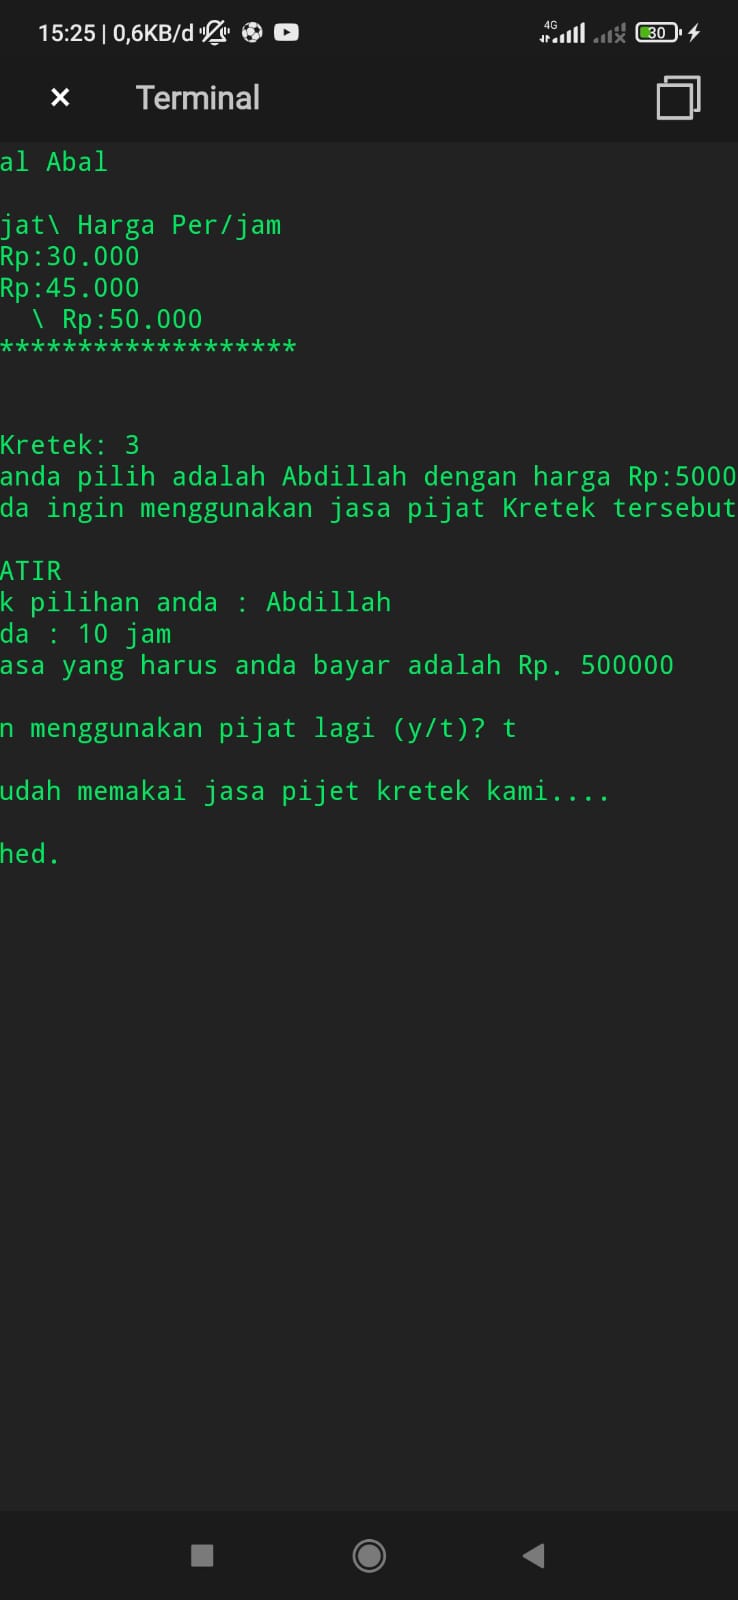 15:25 | 0,6KB/d
4G
30
× Terminal
al Abal
jat\ Harga Per/jam
Rp:30.000
Rp:45.000
\ Rp:50.000
*******************
Kretek: 3
anda pilih adalah Abdillah dengan harga Rp:5000
da ingin menggunakan jasa pijat Kretek tersebut
ATIR
k pilihan anda : Abdillah
da : 10 jam
asa yang harus anda bayar adalah Rp. 500000
n menggunakan pijat lagi (y/t)? t
udah memakai jasa pijet kretek kami....
hed.